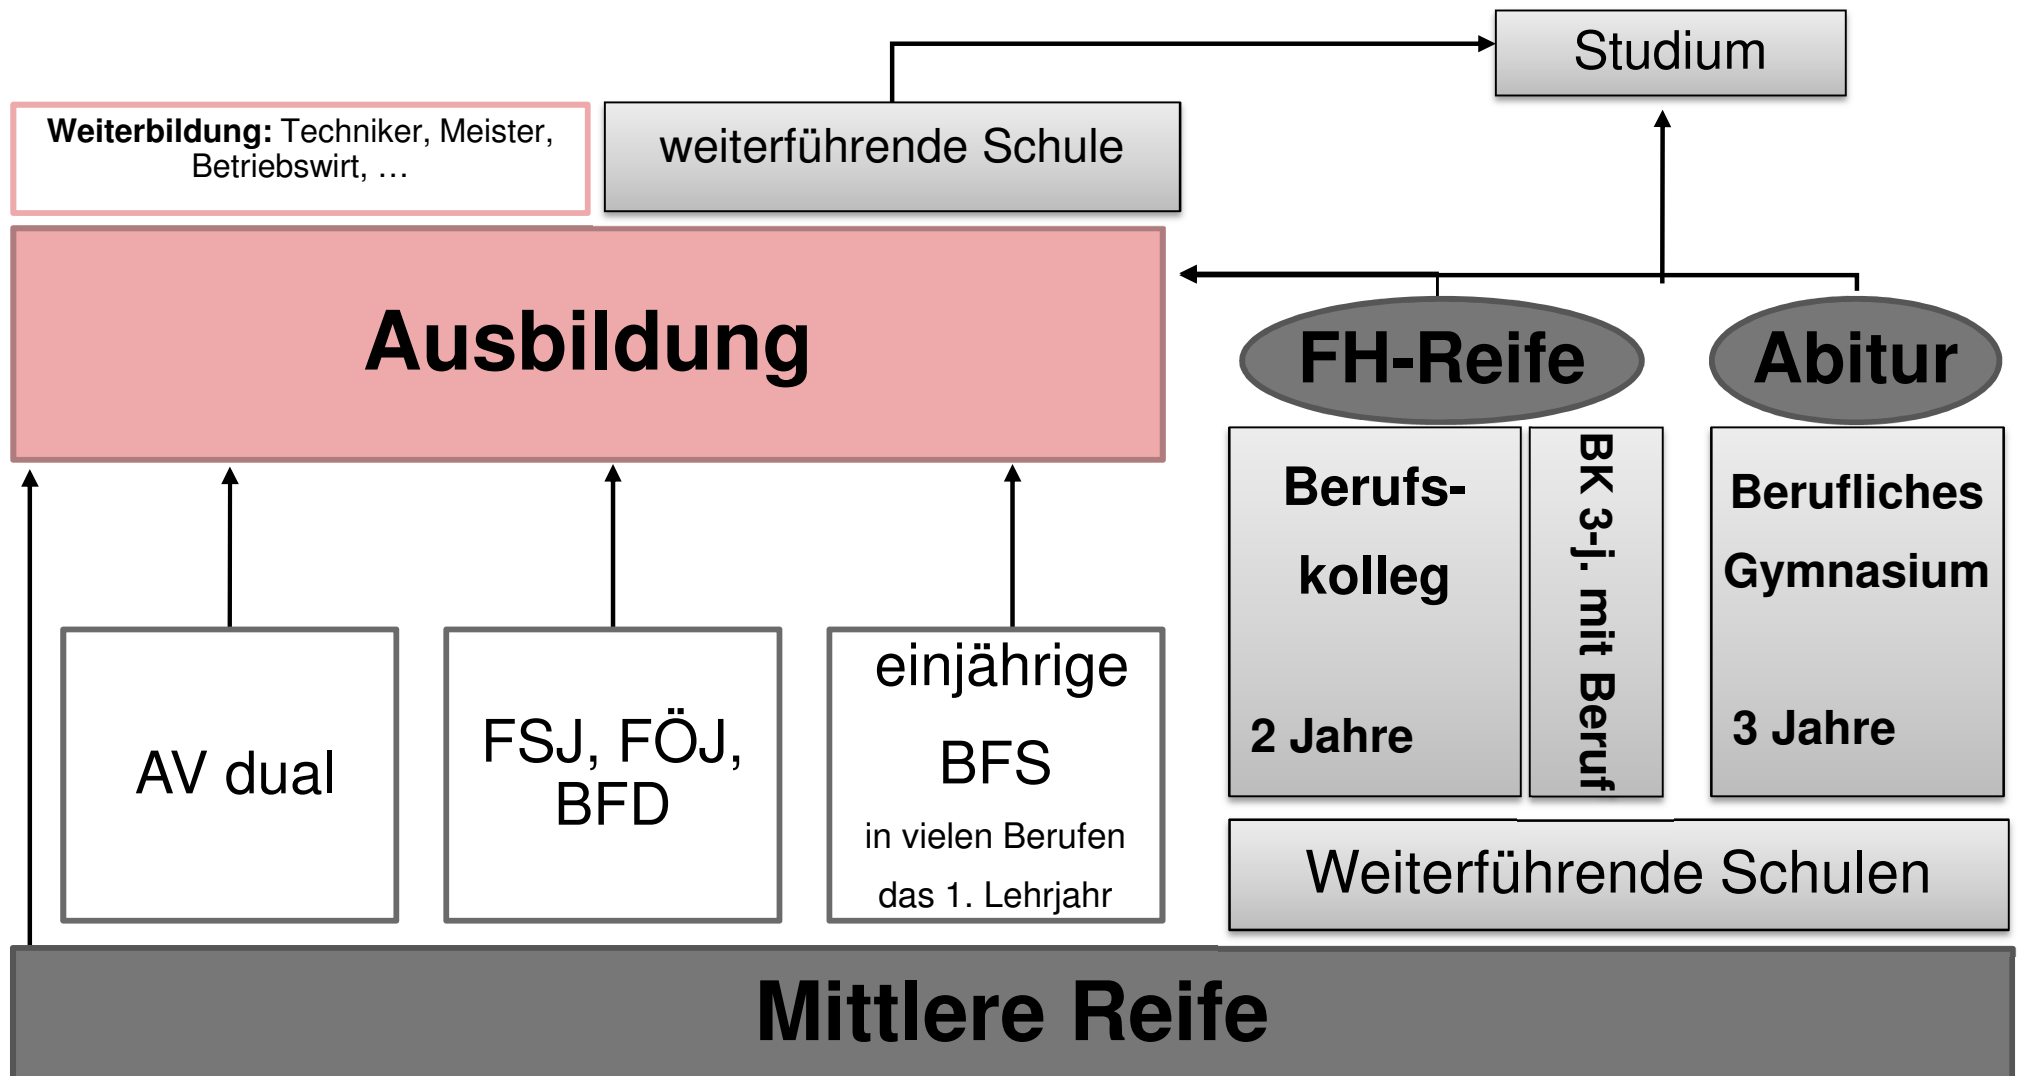 Studium
Weiterbildung: Techniker, Meister,
Betriebswirt, …
weiterführende Schule
Ausbildung
FH-Reife
Abitur
Berufs-
kolleg
2 Jahre
BK 3-j. mit Beruf
Berufliches
Gymnasium
3 Jahre
AV dual
FSJ, FÖJ,
BFD
einjährige
BFS
in vielen Berufen
das 1. Lehrjahr
Weiterführende Schulen
Mittlere Reife